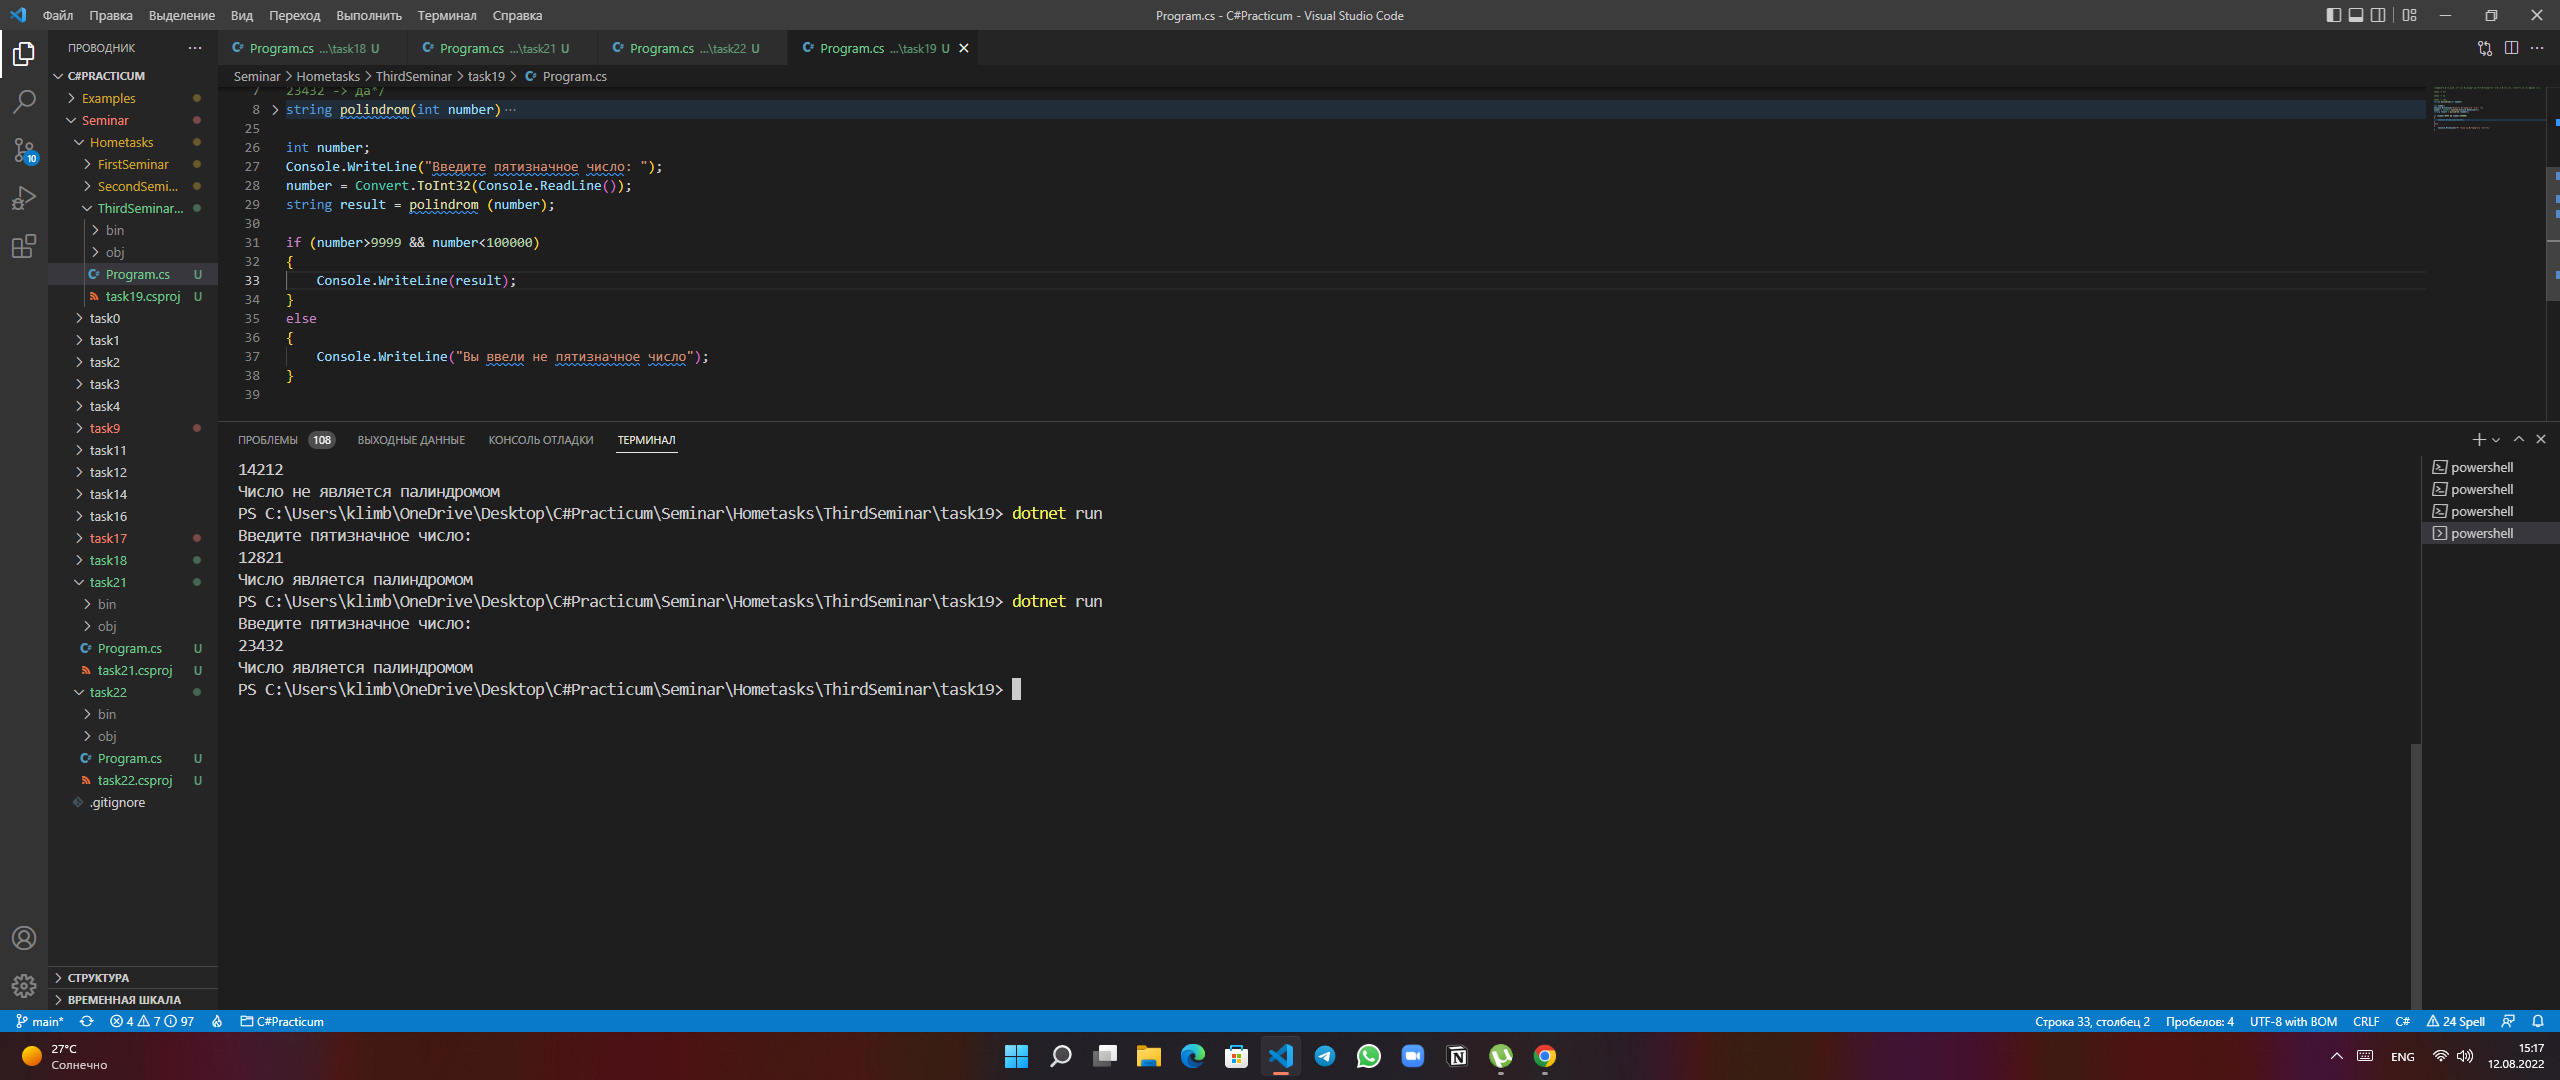 Файл Правка Выделение Вид Переход Выполнить Терминал Справка
Program.cs - C#Practicum - Visual Studio Code
ПРОВОДНИК
C#PRACTICUM
Examples
Seminar
Hometasks
FirstSeminar
SecondSemi...
ThirdSeminar...
bin
obj
Program.cs U
task19.csproj U
task0
task1
task2
task3
task4
task9
task11
task12
task14
task16
task17
task18
task21
bin
obj
Program.cs U
task21.csproj U
task22
bin
obj
Program.cs U
task22.csproj U
.gitignore
СТРУКТУРА
ВРЕМЕННАЯ ШКАЛА
10
Program.cs ...\task18 U
Program.cs ...\task21 U
Program.cs ...\task22 U
Program.cs ...\task19 U
Seminar > Hometasks > ThirdSeminar > task19 > Program.cs
7 23432 -> да*/
8 string polindrom(int number)...
25
26 int number;
27 Console.WriteLine("Введите пятизначное число: ");
28 number = Convert.ToInt32(Console.ReadLine());
29 string result = polindrom (number);
30
31 if (number>9999 && number<100000)
32 {
33 Console.WriteLine(result);
34 }
35 else
36 {
37 Console.WriteLine("Вы ввели не пятизначное число");
38 }
39
ПРОБЛЕМЫ 108 ВЫХОДНЫЕ ДАННЫЕ КОНСОЛЬ ОТЛАДКИ ТЕРМИНАЛ
14212
Число не является палиндромом
PS C:\Users\klimb\OneDrive\Desktop\C#Practicum\Seminar\Hometasks\ThirdSeminar\task19> dotnet run
Введите пятизначное число:
12821
Число является палиндромом
PS C:\Users\klimb\OneDrive\Desktop\C#Practicum\Seminar\Hometasks\ThirdSeminar\task19> dotnet run
Введите пятизначное число:
23432
Число является палиндромом
PS C:\Users\klimb\OneDrive\Desktop\C#Practicum\Seminar\Hometasks\ThirdSeminar\task19>
powershell
powershell
powershell
powershell
main* 4 7 97 C#Practicum
Строка 33, столбец 2 Пробелов: 4 UTF-8 with BOM CRLF C# 24 Spell
27°C
Солнечно
ENG
15:17
12.08.2022